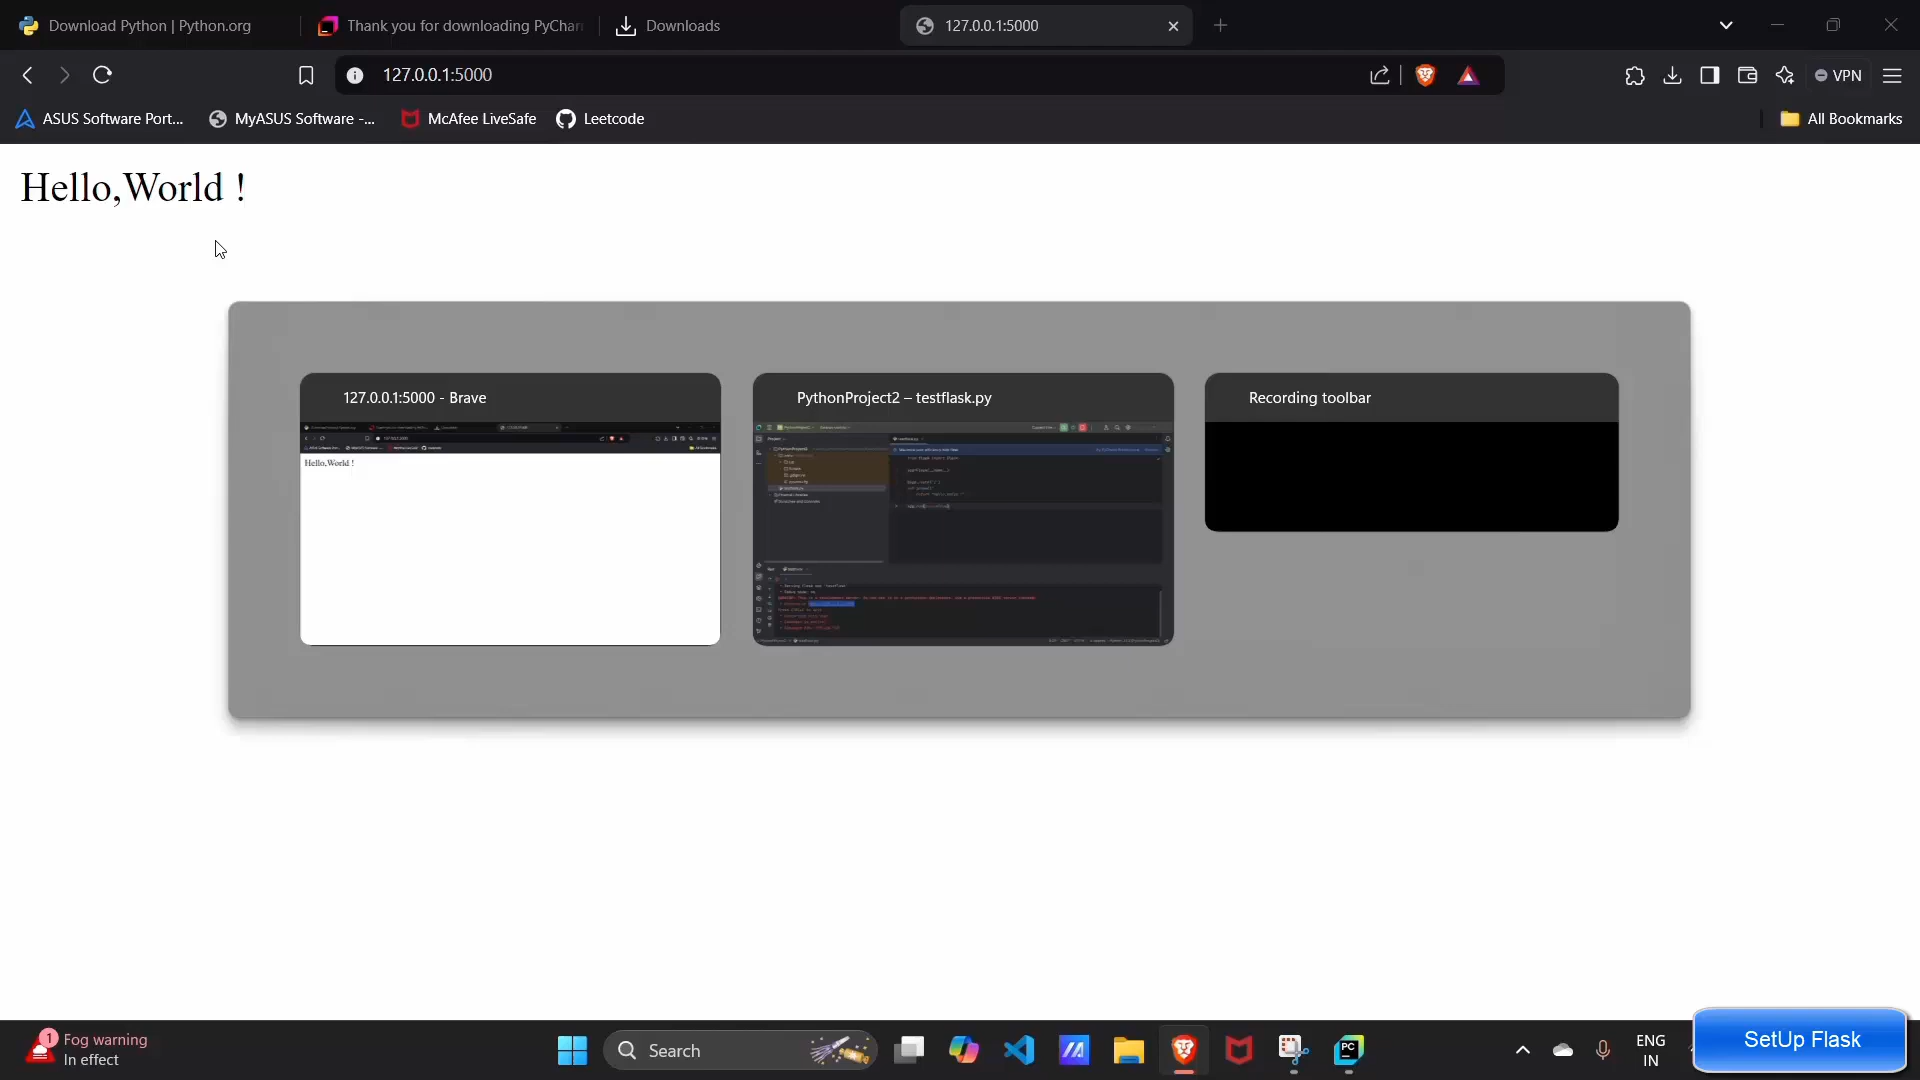 Download Python | Python.org
Thank you for downloading PyChar
Downloads
127.0.0.1:5000
127.0.0.1:5000
VPN
ASUS Software Port...
MyASUS Software -...
McAfee LiveSafe
Leetcode
All Bookmarks
Hello,World !
127.0.0.1:5000 - Brave
PythonProject2 – testflask.py
Recording toolbar
Hello,World !
1
Fog warning
In effect
Search
PC
ENG
IN
SetUp Flask